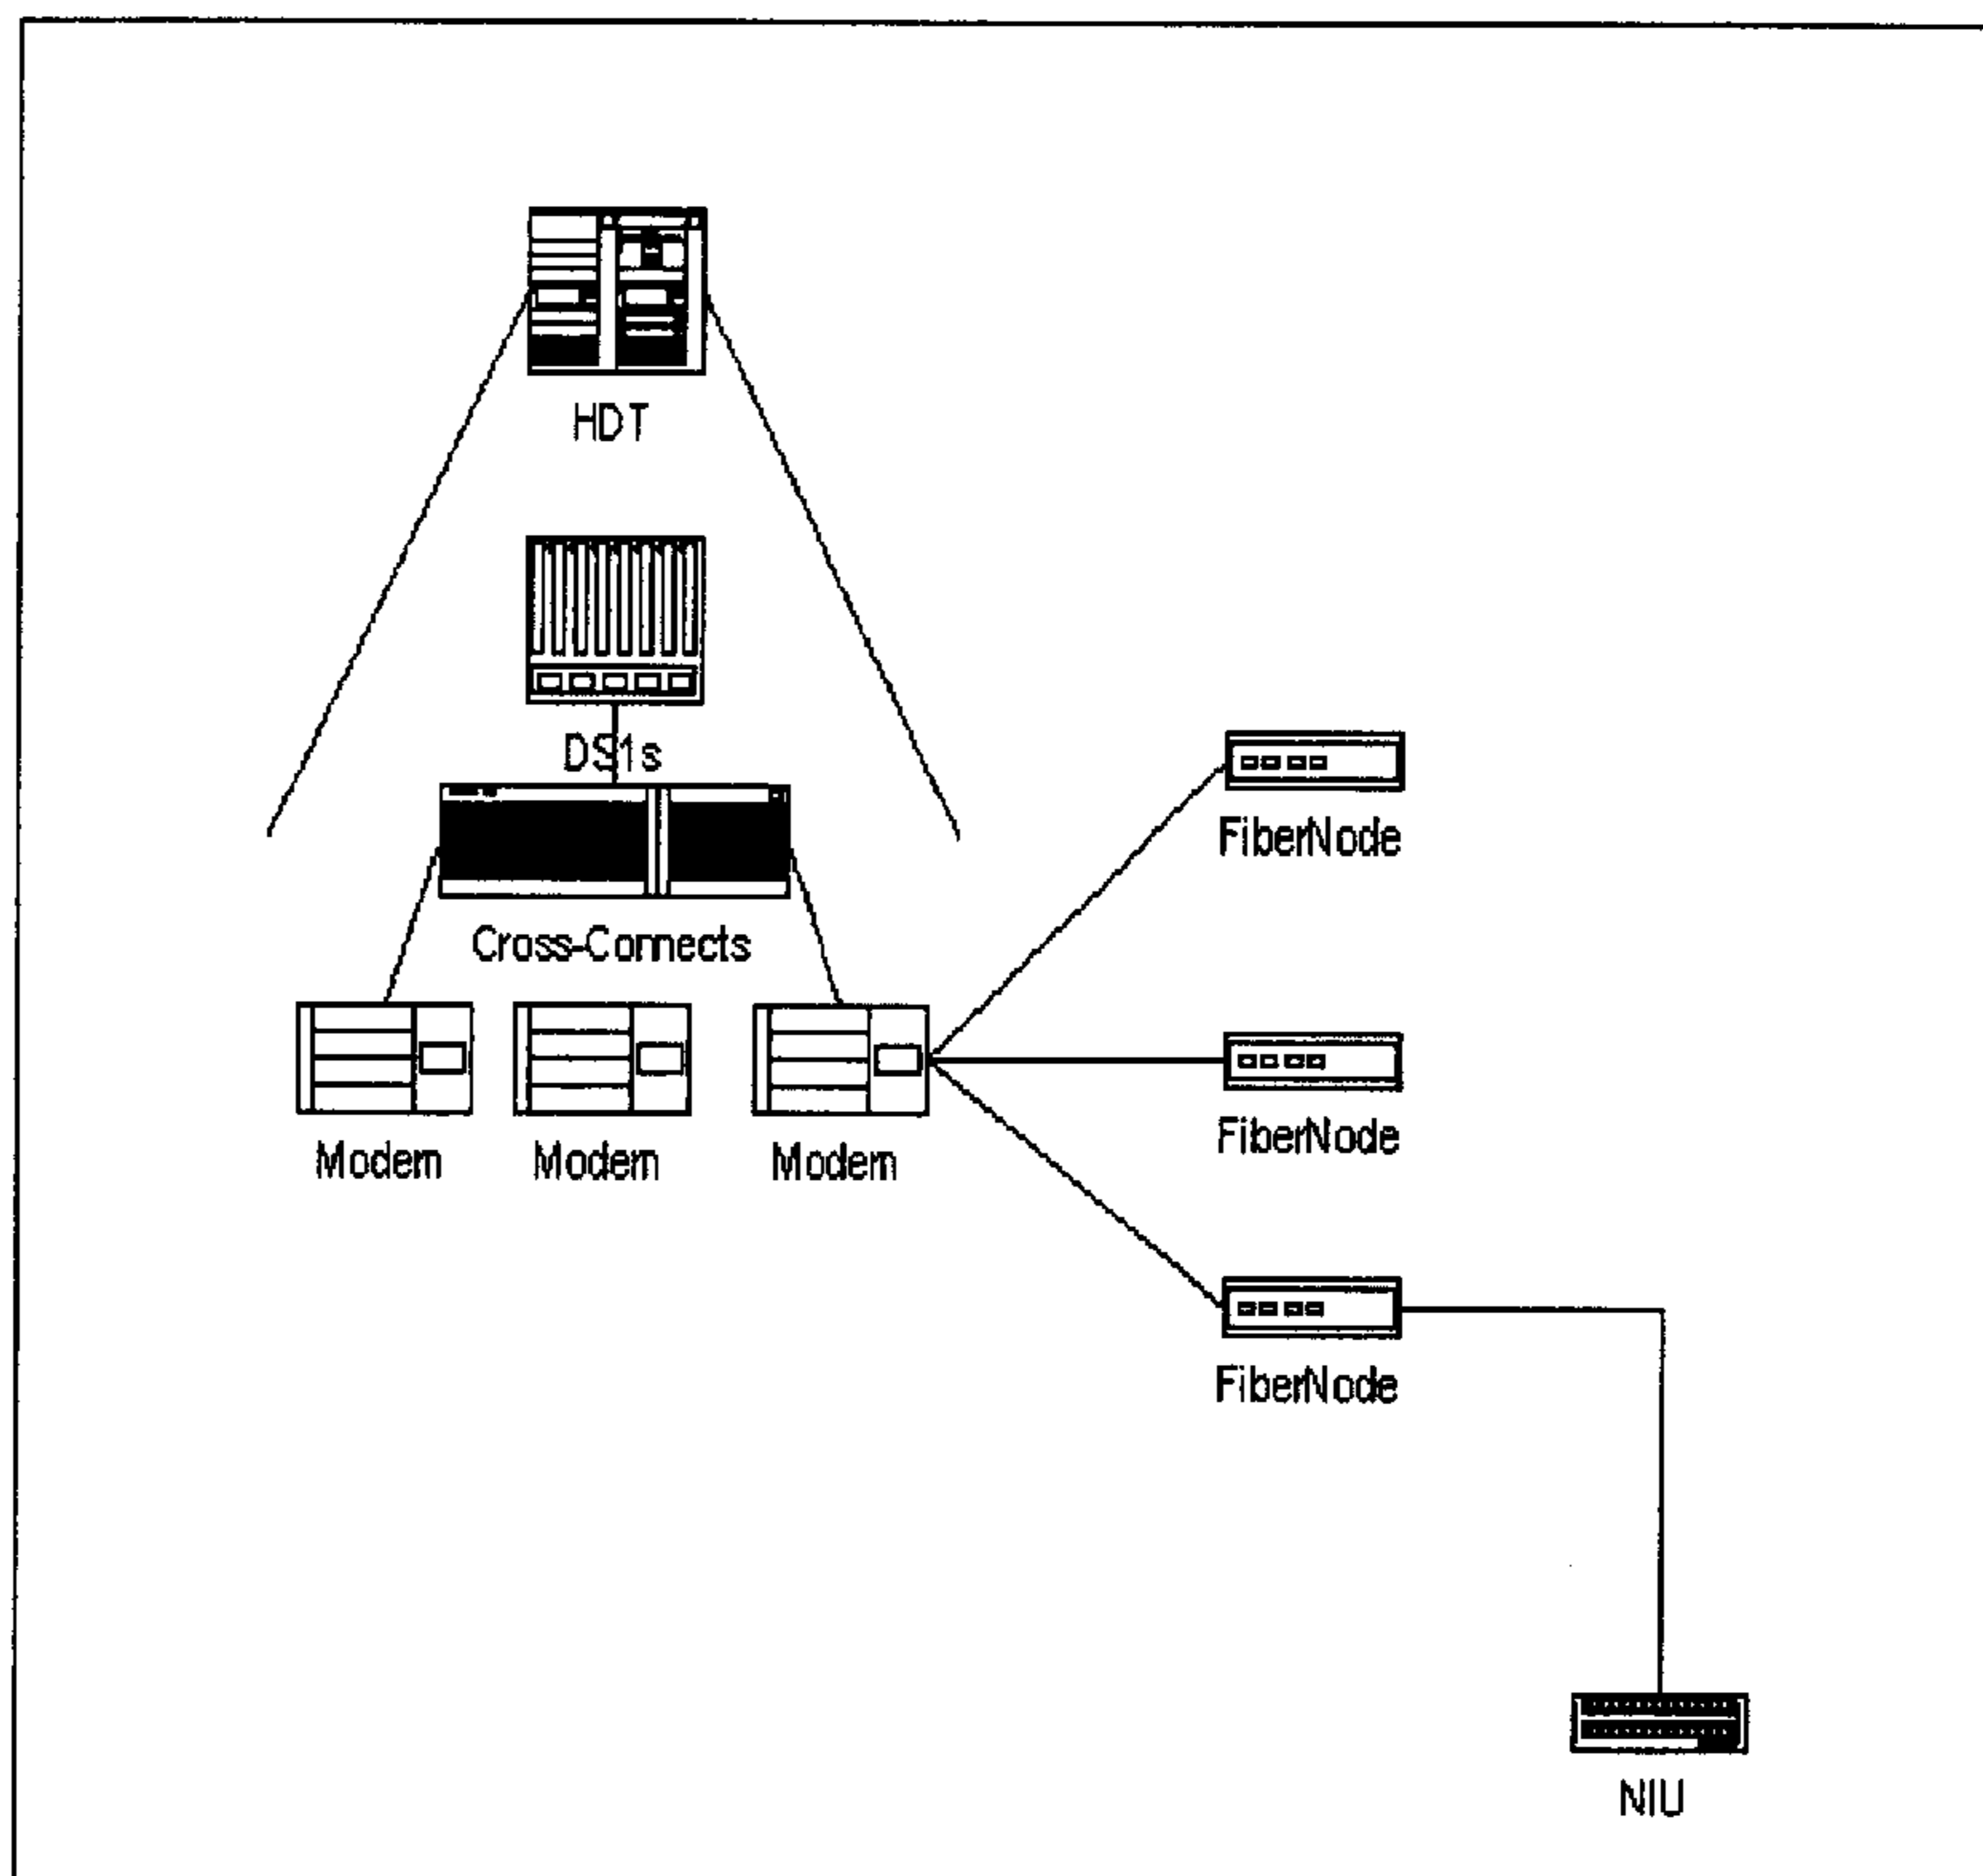 HDT
DS1s
FiberNode
Cross-Connects
FiberNode
Modem Modem Modem
FiberNode
NIU